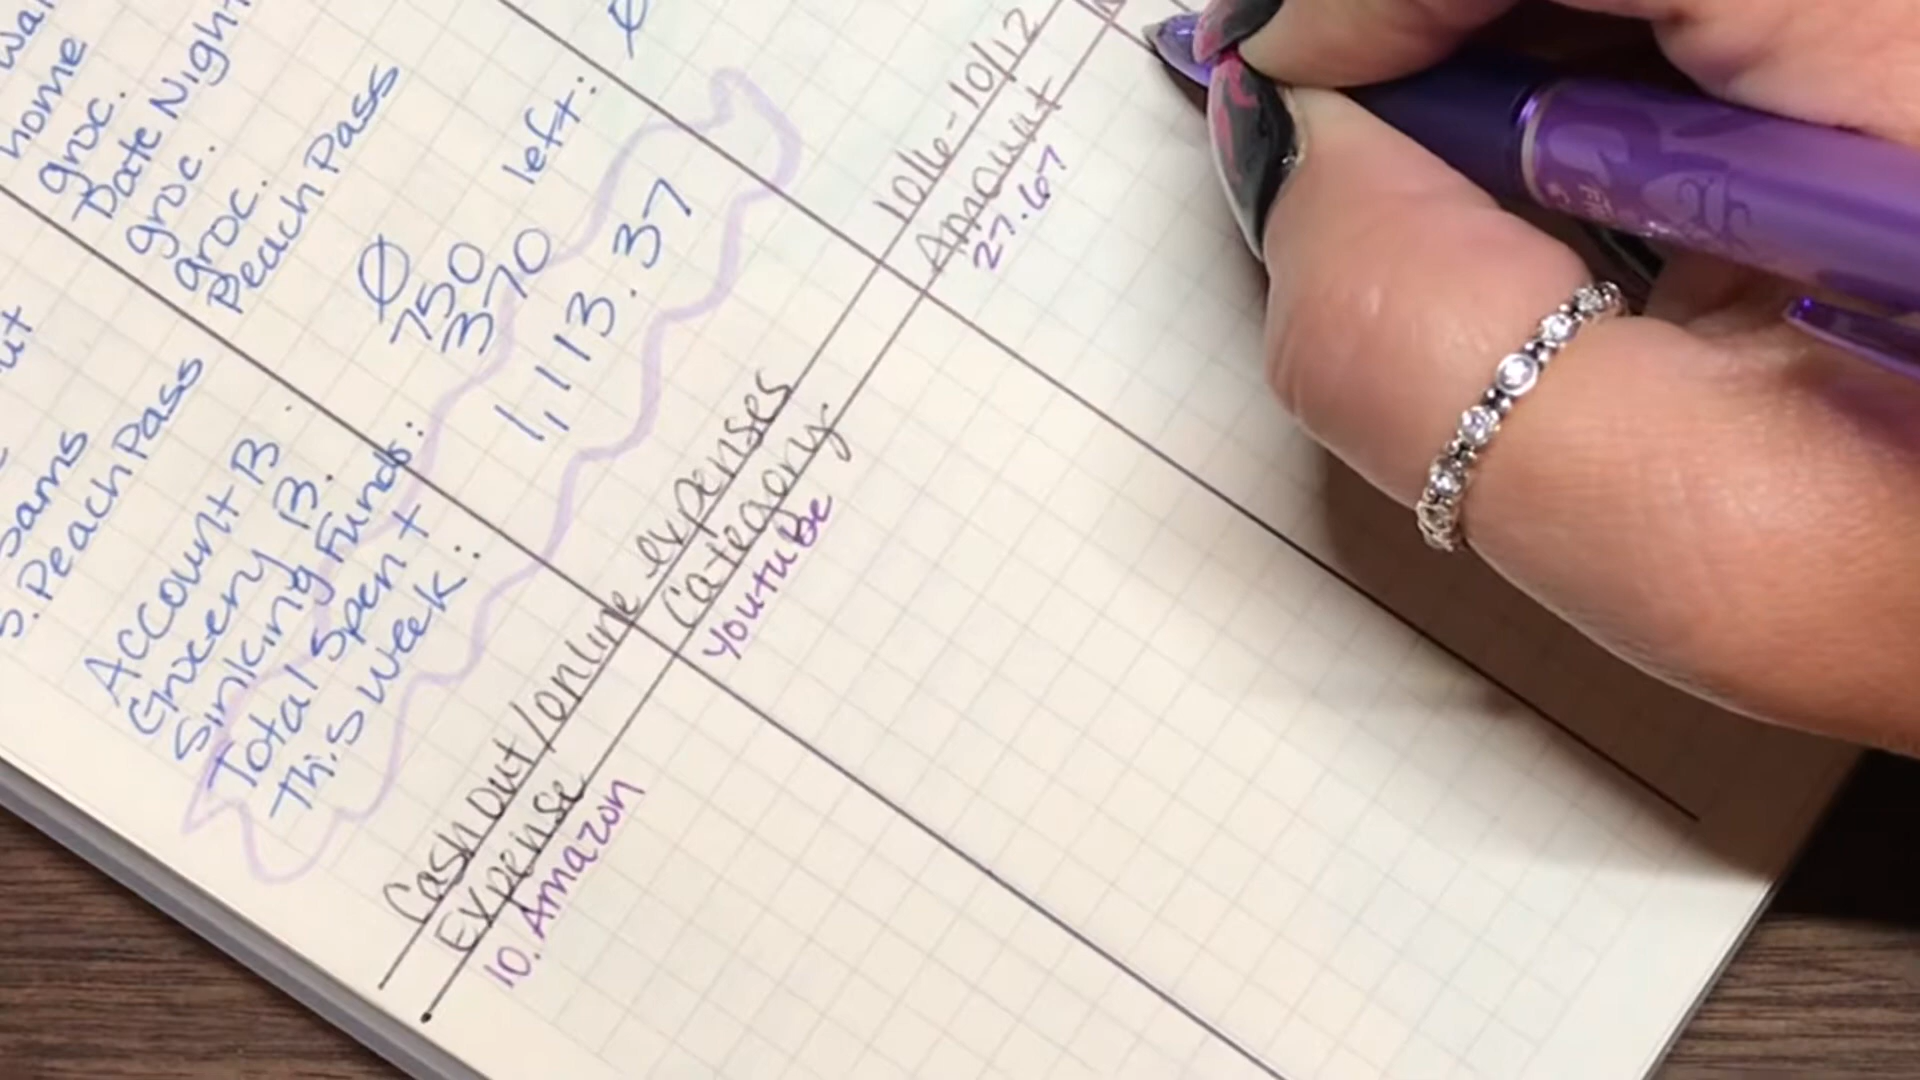 home
groc.
Date Night
groc.
groc.
Peach Pass
Sams
5. Peach Pass
Account B Ø left: Ø
Grocery B. 750
Sinking Funds: 370
Total Spent 1,113.37
this week:
Cash out/online expenses 10/6-10/12
Expense Category Amount
10. Amazon YouTube 27.67